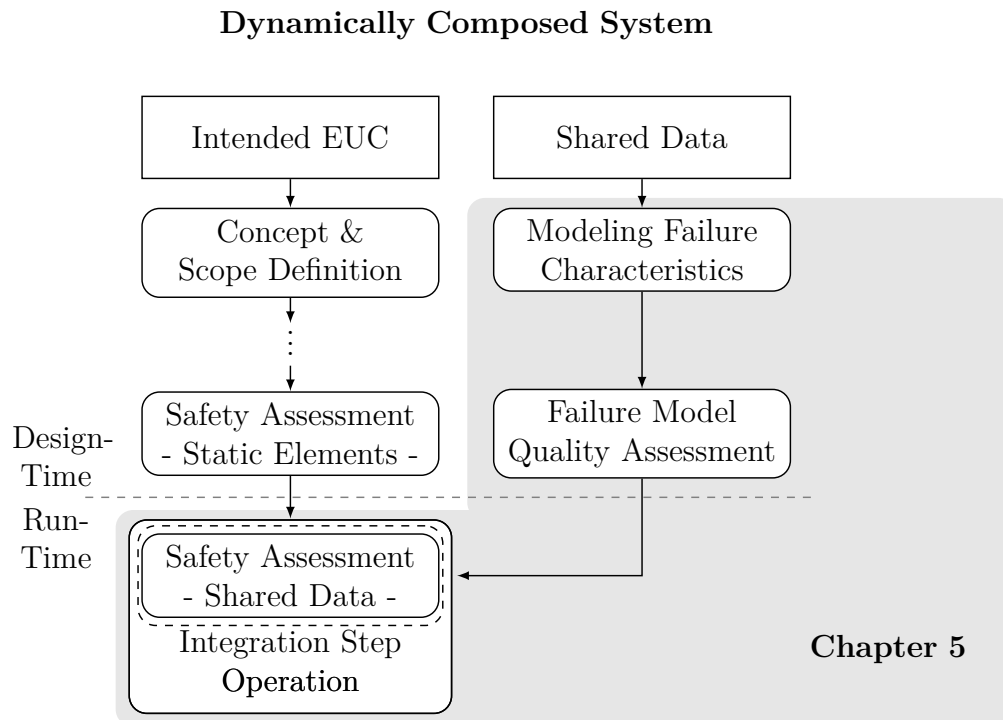 Dynamically Composed System
Intended EUC
Shared Data
Concept &
Scope Definition
Modeling Failure
Characteristics
Safety Assessment
- Static Elements -
Failure Model
Quality Assessment
Design-
Time
Run-
Time
Safety Assessment
- Shared Data -
Integration Step
Operation
Chapter 5